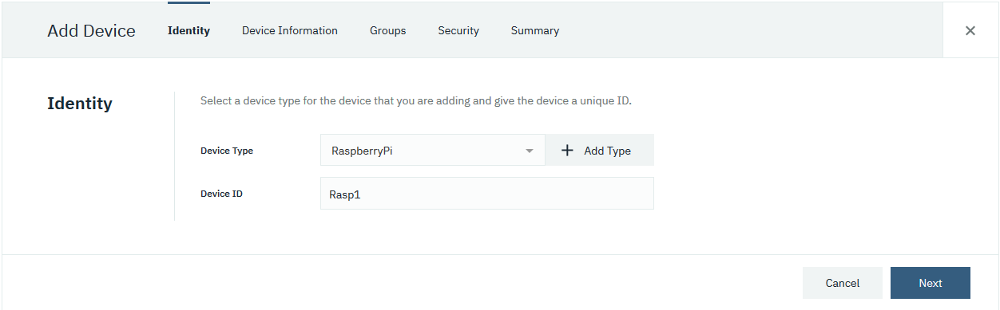 Add Device Identity Device Information Groups Security Summary
Identity
Select a device type for the device that you are adding and give the device a unique ID.
Device Type RaspberryPi Add Type
Device ID Rasp1
Cancel Next